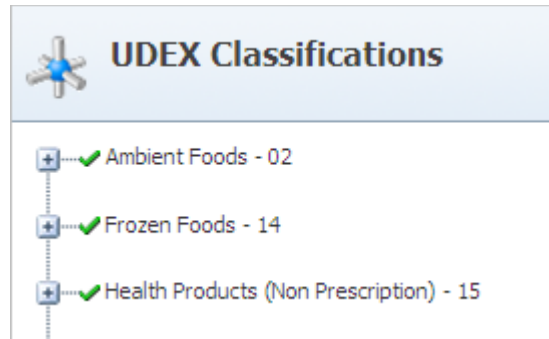 UDEX Classifications
Ambient Foods - 02
Frozen Foods - 14
Health Products (Non Prescription) - 15